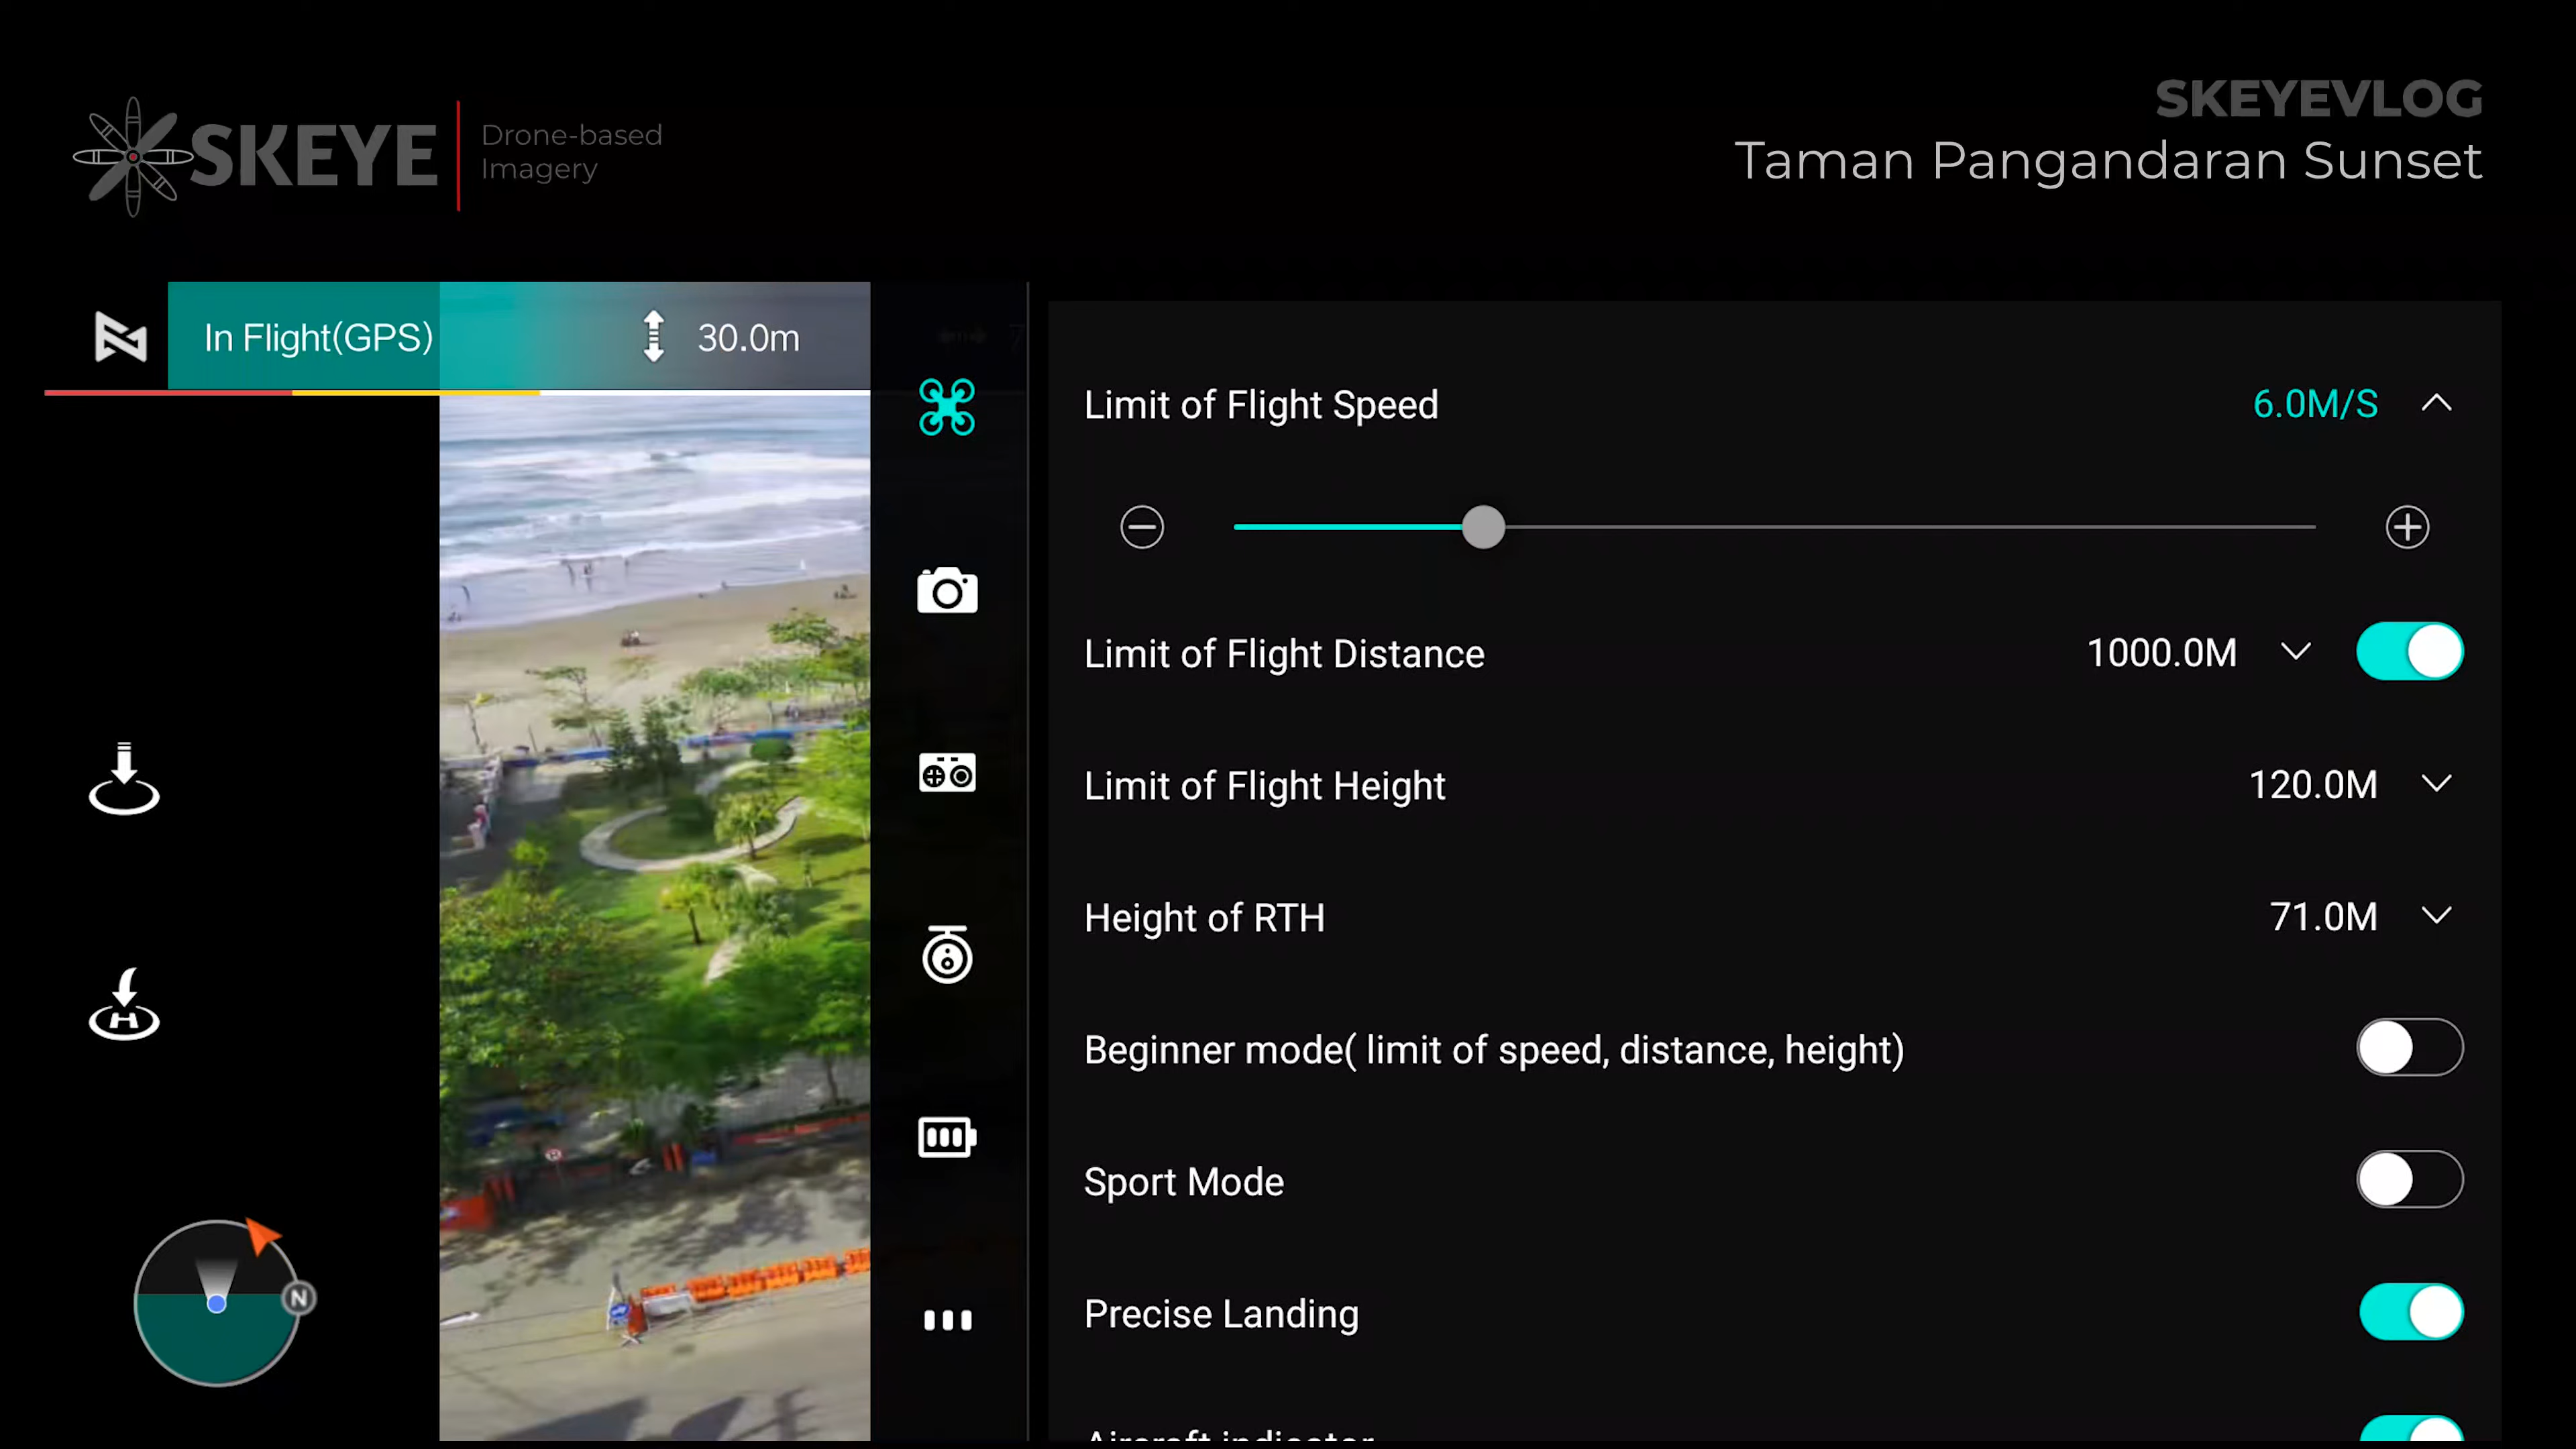 SKEYE
Drone-based
Imagery
SKEYEVLOG
Taman Pangandaran Sunset
In Flight(GPS)
30.0m
Limit of Flight Speed
6.0M/S
Limit of Flight Distance
1000.0M
Limit of Flight Height
120.0M
Height of RTH
71.0M
Beginner mode( limit of speed, distance, height)
Sport Mode
Precise Landing
Aircraft indicator
H
N